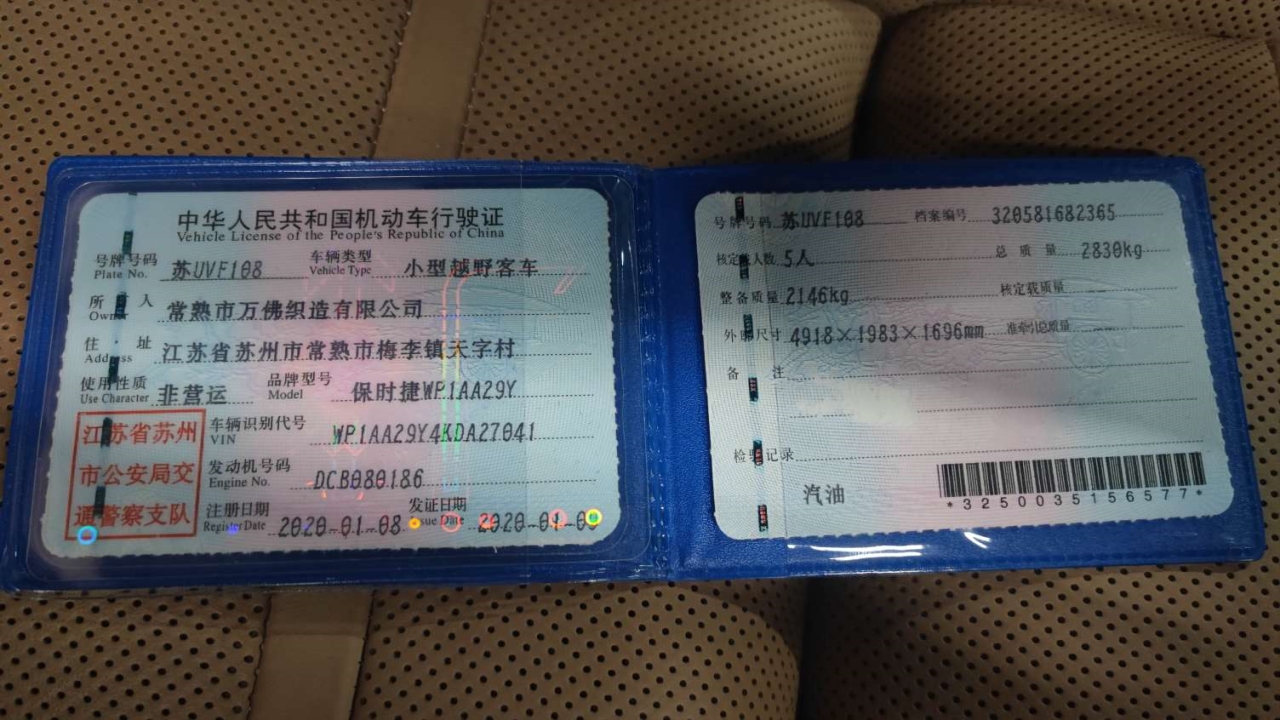 中华人民共和国机动车行驶证
Vehicle License of the People's Republic of China
号牌号码 苏UVF108 车辆类型 小型越野客车
Plate No. Vehicle Type
所有人 常熟市万佛织造有限公司
Owner
住址 江苏省苏州市常熟市梅李镇天字村
Address
使用性质 非营运 品牌型号 保时捷WP1AA29Y
Use Character Model
江苏省苏州
市公安局交
通警察支队
车辆识别代号 WP1AA29Y4KDA27041
VIN
发动机号码 DCB080186
Engine No.
注册日期 2020-01-08 发证日期 2020-01-
Register Date Issue Date
号牌号码 苏UVF108 档案编号 320581682365
核定载人数 5人 总质量 2830kg
整备质量 2146kg 核定载质量
外廓尺寸 4918×1983×1696mm 准牵引总质量
备注
检验记录
汽油
*3250035156577*